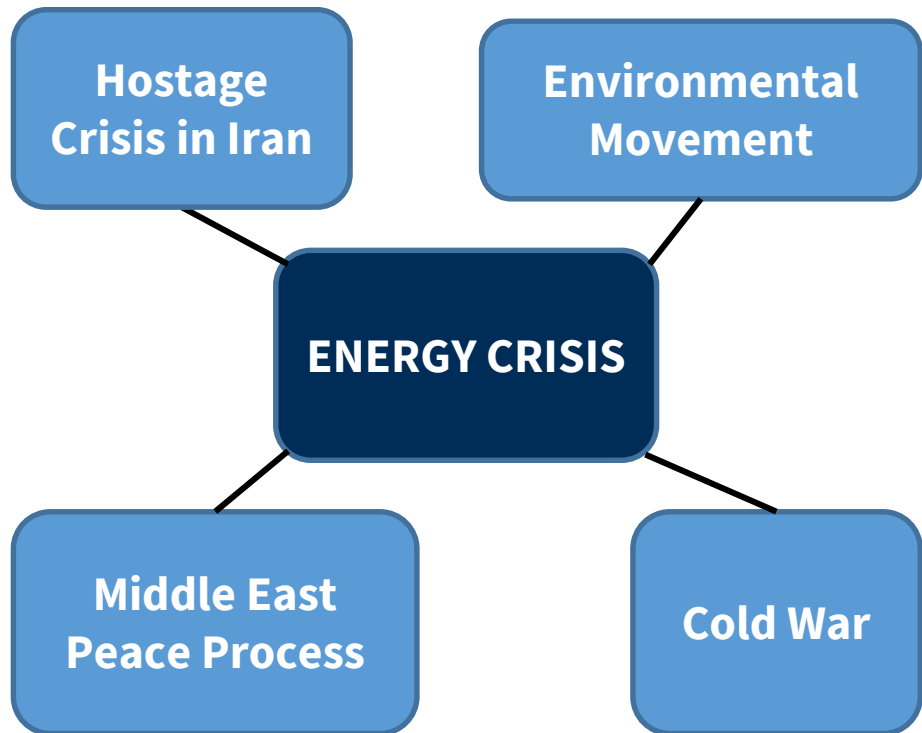 Hostage
Crisis in Iran
Environmental
Movement
ENERGY CRISIS
Middle East
Peace Process
Cold War